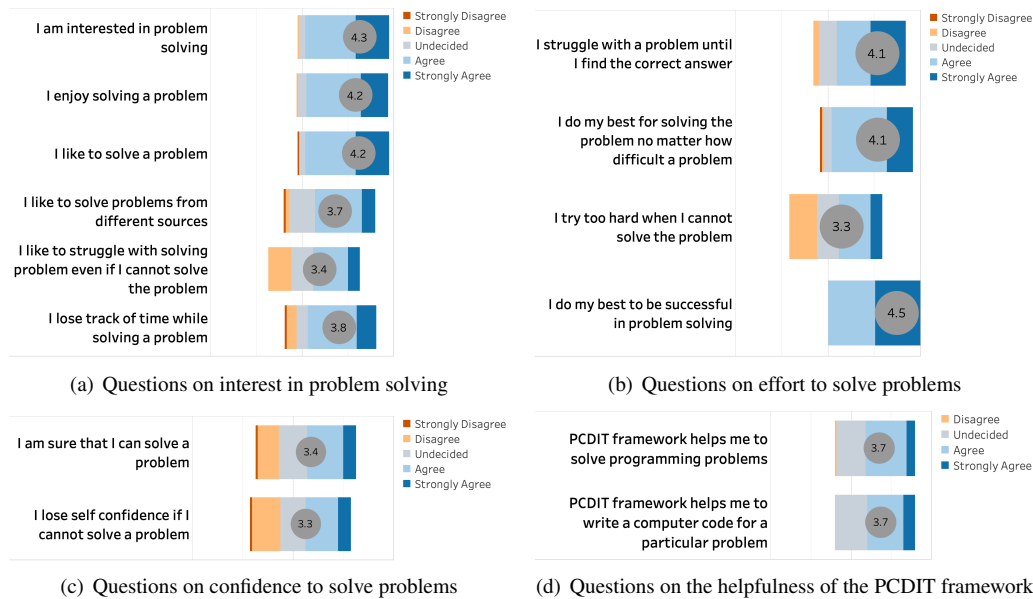 I am interested in problem
solving
4.3
I enjoy solving a problem
4.2
I like to solve a problem
4.2
I like to solve problems from
different sources
3.7
I like to struggle with solving
problem even if I cannot solve
the problem
3.4
I lose track of time while
solving a problem
3.8
Strongly Disagree
Disagree
Undecided
Agree
Strongly Agree
(a) Questions on interest in problem solving
I struggle with a problem until
I find the correct answer
4.1
I do my best for solving the
problem no matter how
difficult a problem
4.1
I try too hard when I cannot
solve the problem
3.3
I do my best to be successful
in problem solving
4.5
Strongly Disagree
Disagree
Undecided
Agree
Strongly Agree
(b) Questions on effort to solve problems
I am sure that I can solve a
problem
3.4
I lose self confidence if I
cannot solve a problem
3.3
Strongly Disagree
Disagree
Undecided
Agree
Strongly Agree
(c) Questions on confidence to solve problems
PCDIT framework helps me to
solve programming problems
3.7
PCDIT framework helps me to
write a computer code for a
particular problem
3.7
Disagree
Undecided
Agree
Strongly Agree
(d) Questions on the helpfulness of the PCDIT framework